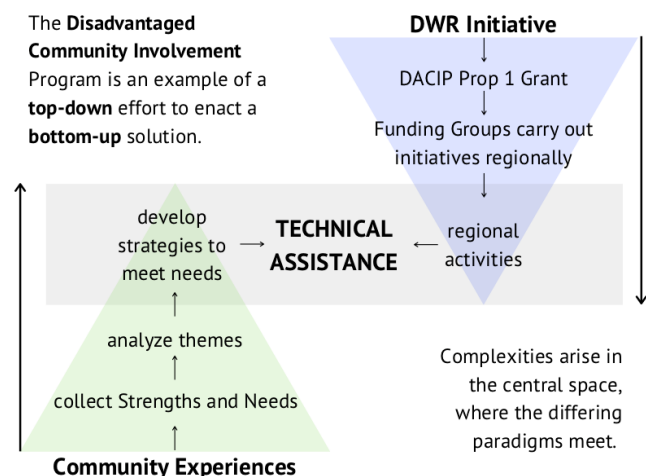 The Disadvantaged
Community Involvement
Program is an example of a
top-down effort to enact a
bottom-up solution.
DWR Initiative
DACIP Prop 1 Grant
Funding Groups carry out
initiatives regionally
regional
activities
TECHNICAL
ASSISTANCE
develop
strategies to
meet needs
analyze themes
collect Strengths and Needs
Community Experiences
Complexities arise in
the central space,
where the differing
paradigms meet.